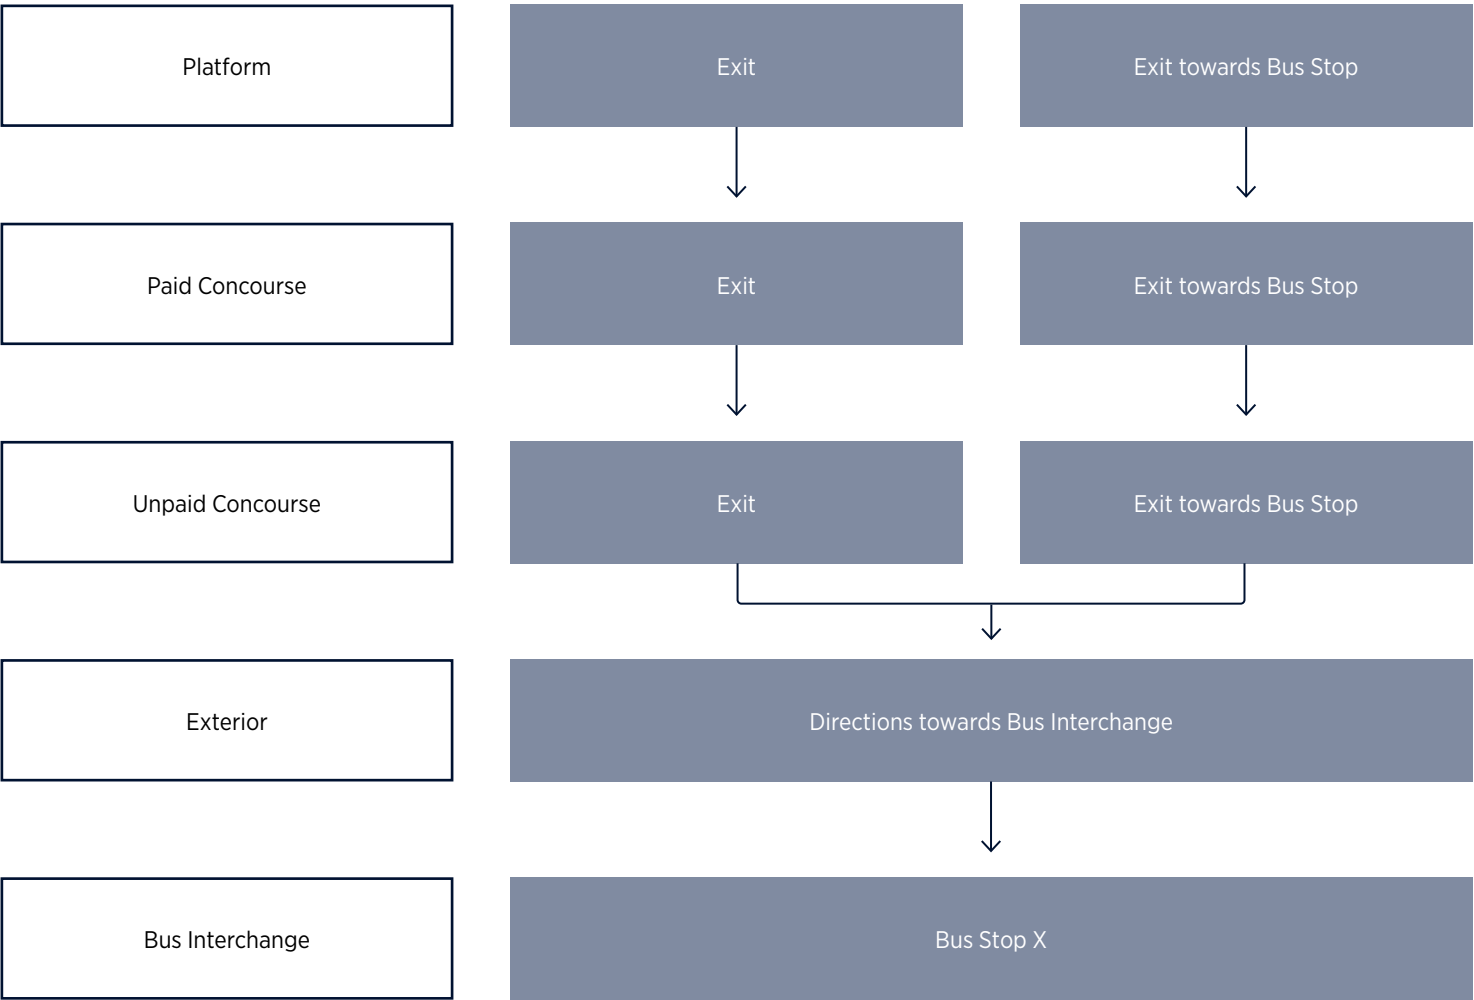 Platform
Exit
Exit towards Bus Stop
Paid Concourse
Exit
Exit towards Bus Stop
Unpaid Concourse
Exit
Exit towards Bus Stop
Exterior
Directions towards Bus Interchange
Bus Interchange
Bus Stop X